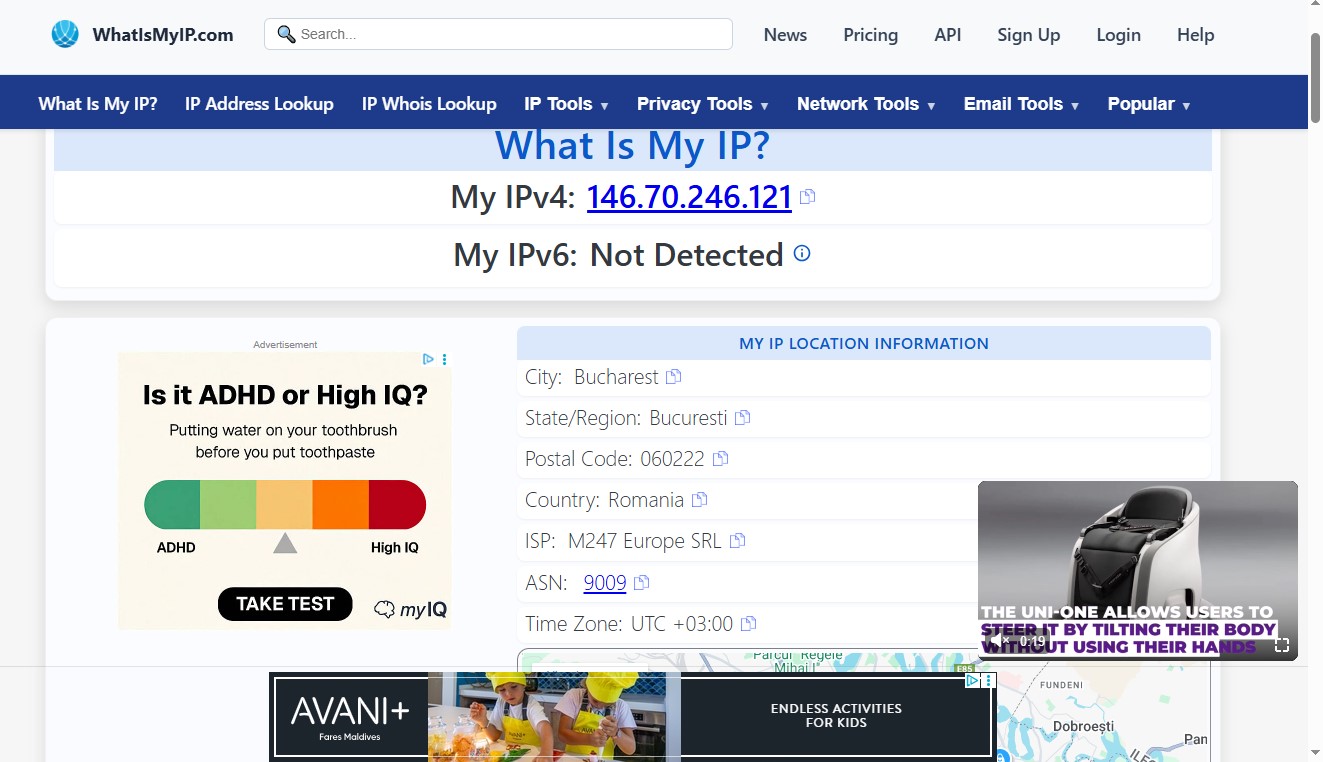 WhatIsMyIP.com
Search...
News
Pricing
API
Sign Up
Login
Help
What Is My IP?
IP Address Lookup
IP Whois Lookup
IP Tools ▼
Privacy Tools ▼
Network Tools ▼
Email Tools ▼
Popular ▼
What Is My IP?
My IPv4: 146.70.246.121
My IPv6: Not Detected
Advertisement
Is it ADHD or High IQ?
Putting water on your toothbrush
before you put toothpaste
ADHD
High IQ
TAKE TEST
myIQ
MY IP LOCATION INFORMATION
City: Bucharest
State/Region: Bucuresti
Postal Code: 060222
Country: Romania
ISP: M247 Europe SRL
ASN: 9009
Time Zone: UTC +03:00
THE UNI-ONE ALLOWS USERS TO
STEER IT BY TILTING THEIR BODY
WITHOUT USING THEIR HANDS
0:19
Parcul Regele
Mihai I
E85
FUNDENI
Dobroești
Pan
AVANI+
Fares Maldives
ENDLESS ACTIVITIES
FOR KIDS